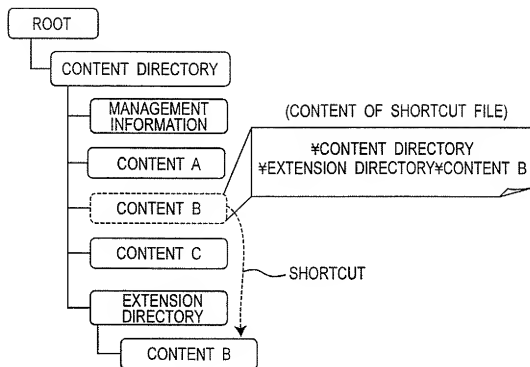 ROOT
CONTENT DIRECTORY
MANAGEMENT
INFORMATION
CONTENT A
CONTENT B
CONTENT C
EXTENSION
DIRECTORY
CONTENT B
(CONTENT OF SHORTCUT FILE)
¥CONTENT DIRECTORY
¥EXTENSION DIRECTORY¥CONTENT B
SHORTCUT